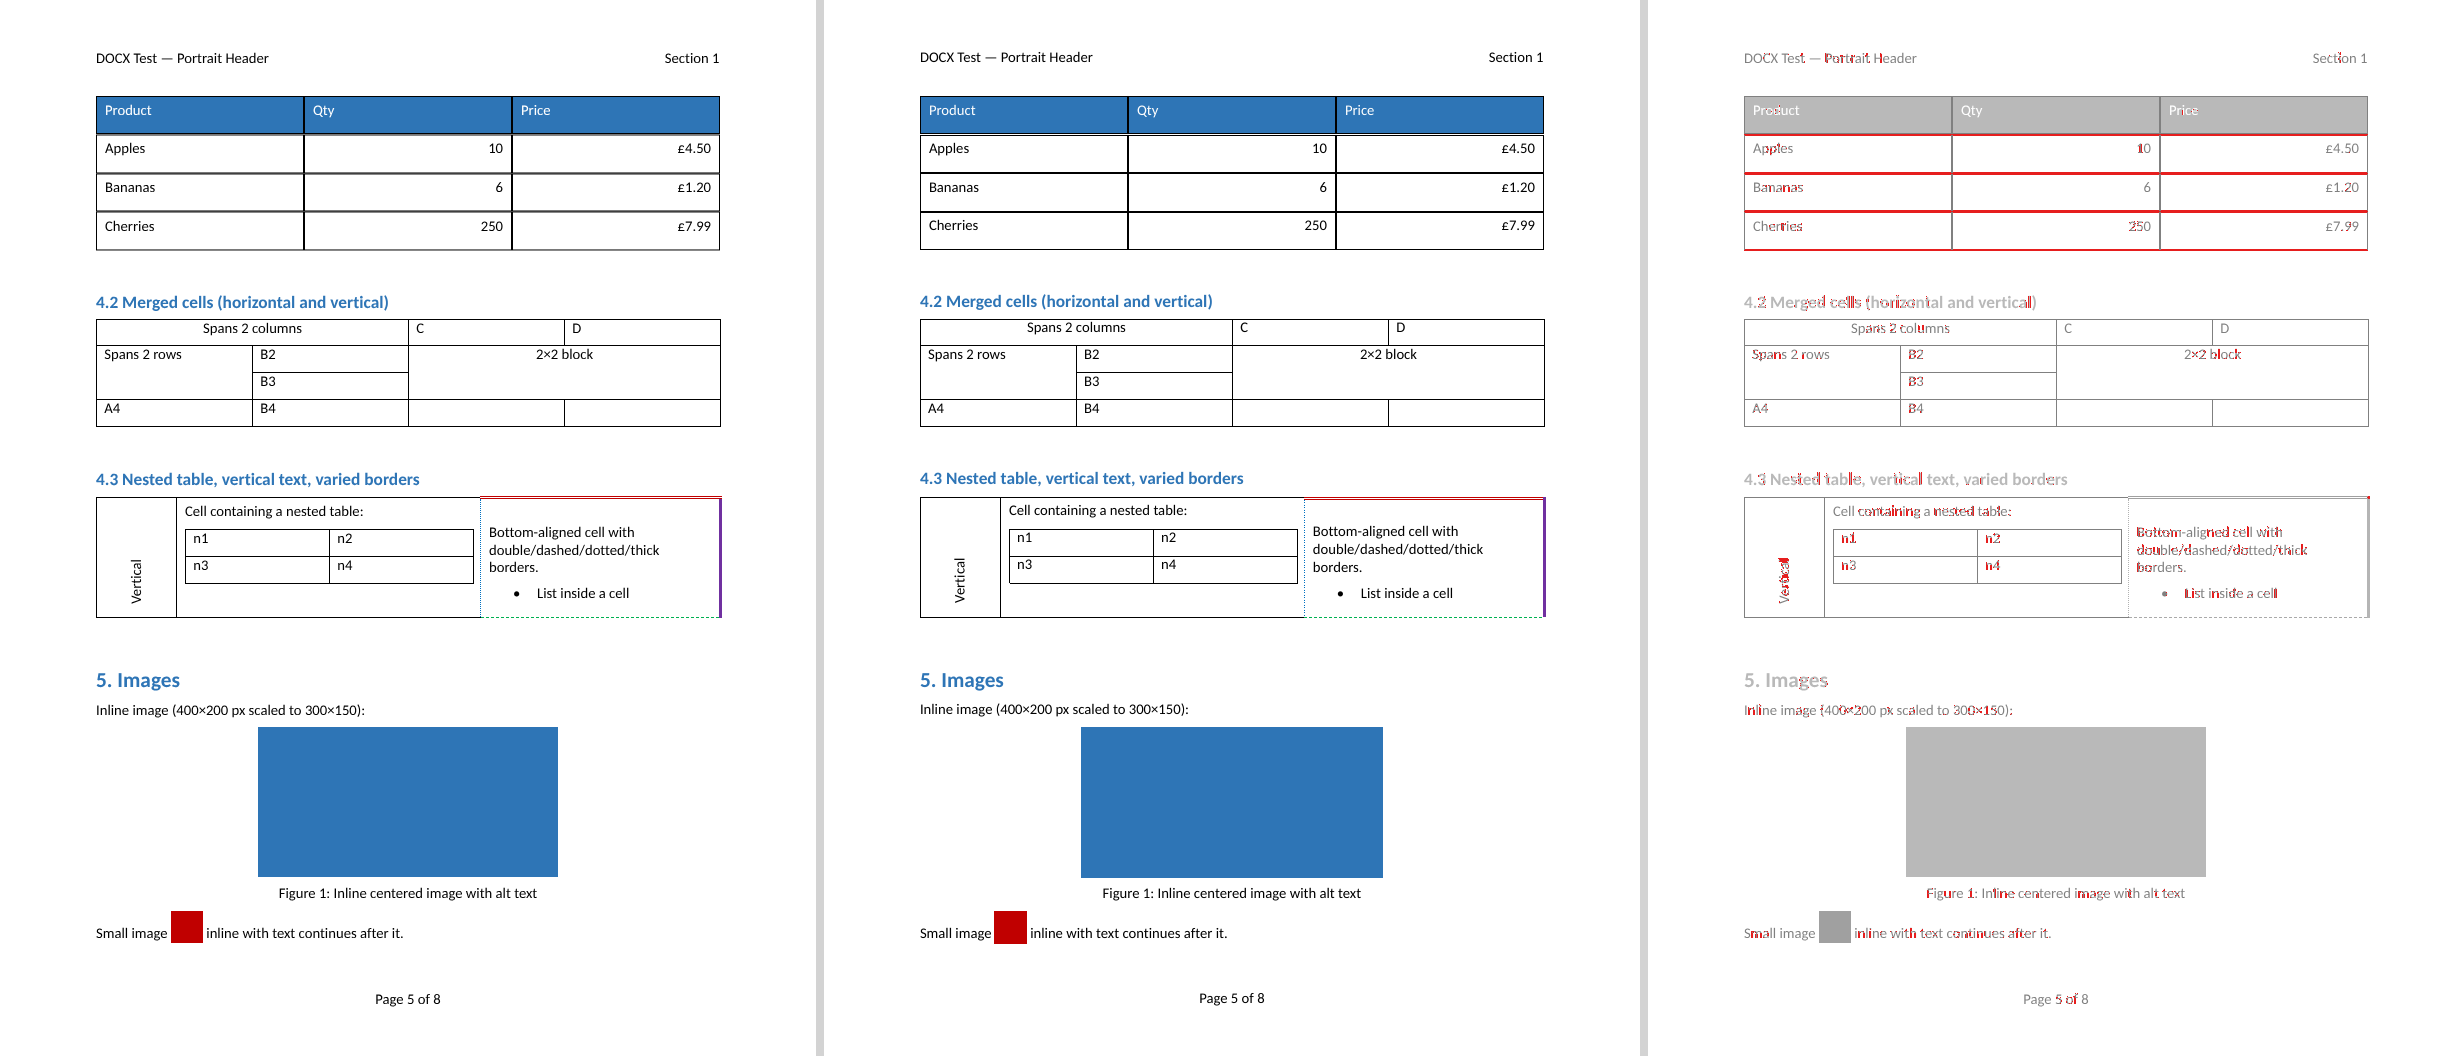 DOCX Test — Portrait Header Section 1
Product Qty Price
Apples 10 £4.50
Bananas 6 £1.20
Cherries 250 £7.99
4.2 Merged cells (horizontal and vertical)
Spans 2 columns C D
Spans 2 rows B2 2×2 block
B3
A4 B4
4.3 Nested table, vertical text, varied borders
Vertical
Cell containing a nested table:
n1 n2
n3 n4
Bottom-aligned cell with
double/dashed/dotted/thick
borders.
• List inside a cell
5. Images
Inline image (400×200 px scaled to 300×150):
Figure 1: Inline centered image with alt text
Small image inline with text continues after it.
Page 5 of 8
DOCX Test — Portrait Header Section 1
Product Qty Price
Apples 10 £4.50
Bananas 6 £1.20
Cherries 250 £7.99
4.2 Merged cells (horizontal and vertical)
Spans 2 columns C D
Spans 2 rows B2 2×2 block
B3
A4 B4
4.3 Nested table, vertical text, varied borders
Vertical
Cell containing a nested table:
n1 n2
n3 n4
Bottom-aligned cell with
double/dashed/dotted/thick
borders.
• List inside a cell
5. Images
Inline image (400×200 px scaled to 300×150):
Figure 1: Inline centered image with alt text
Small image inline with text continues after it.
Page 5 of 8
DOCX Test — Portrait Header Section 1
Product Qty Price
Apples 10 £4.50
Bananas 6 £1.20
Cherries 250 £7.99
4.2 Merged cells (horizontal and vertical)
Spans 2 columns C D
Spans 2 rows B2 2×2 block
B3
A4 B4
4.3 Nested table, vertical text, varied borders
Vertical
Cell containing a nested table:
n1 n2
n3 n4
Bottom-aligned cell with
double/dashed/dotted/thick
borders.
• List inside a cell
5. Images
Inline image (400×200 px scaled to 300×150):
Figure 1: Inline centered image with alt text
Small image inline with text continues after it.
Page 5 of 8